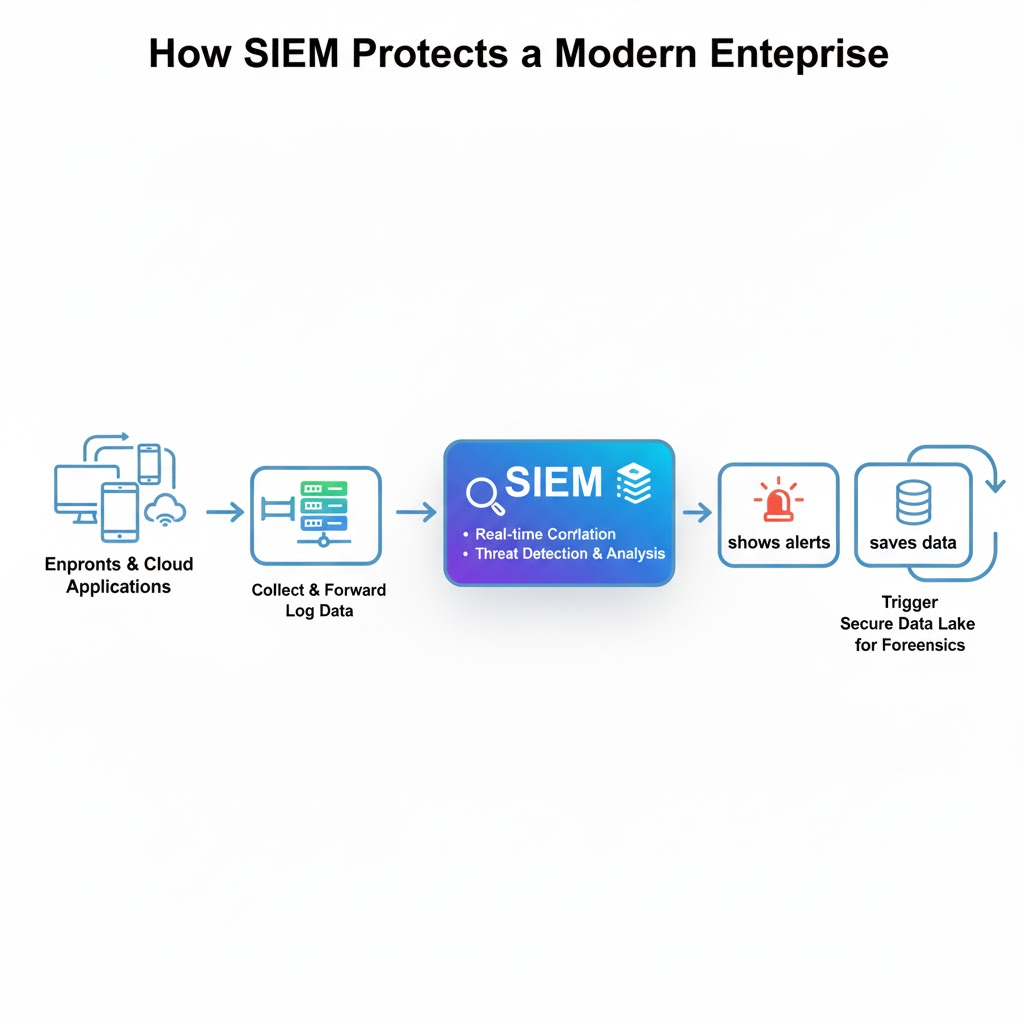 How SIEM Protects a Modern Enteprise
Enpronts & Cloud
Applications
Collect & Forward
Log Data
SIEM
• Real-time Corrlation
• Threat Detection & Analysis
shows alerts
saves data
Trigger
Secure Data Lake
for Foreensics